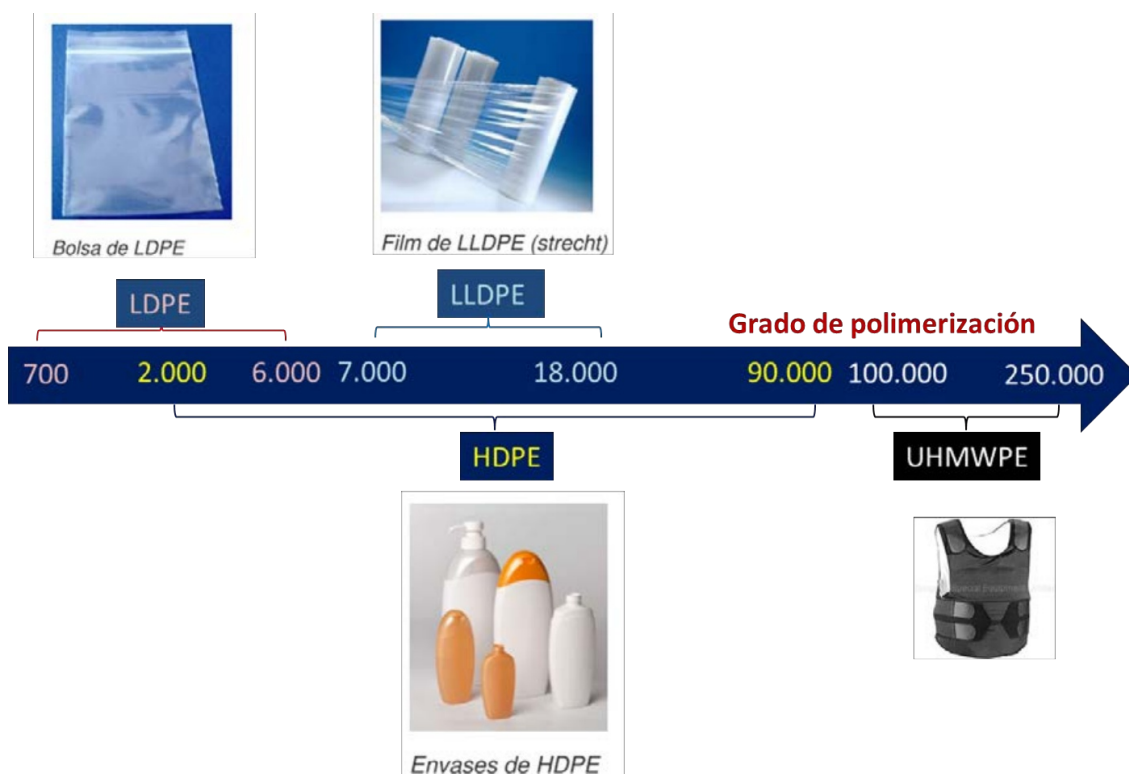 Bolsa de LDPE
Film de LLDPE (strecht)
LDPE
LLDPE
Grado de polimerización
700 2.000 6.000 7.000 18.000 90.000 100.000 250.000
HDPE
UHMWPE
Envases de HDPE